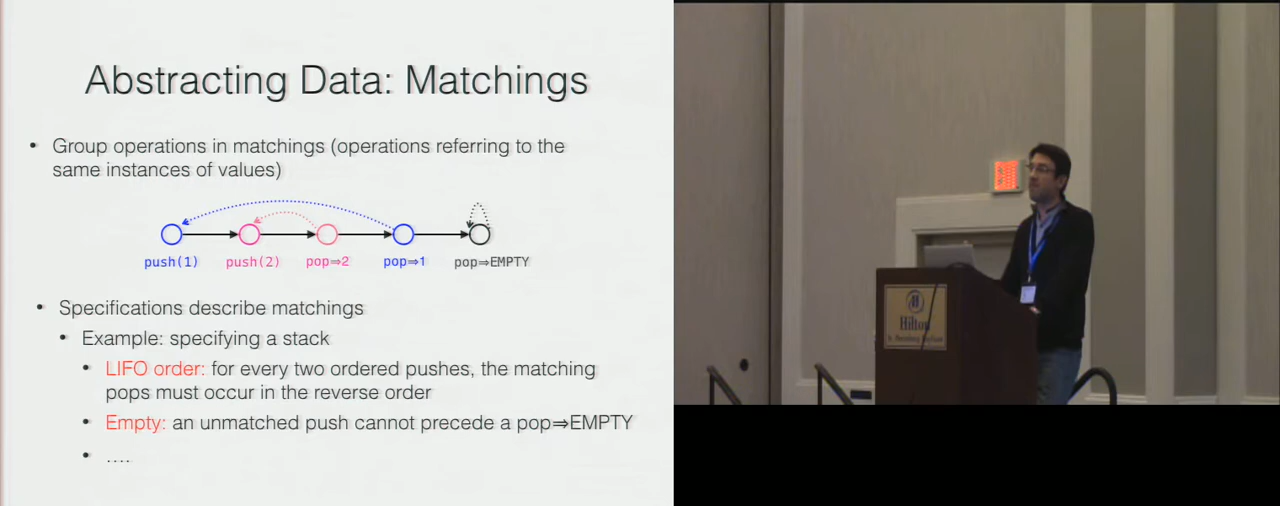 Abstracting Data: Matchings
• Group operations in matchings (operations referring to the
same instances of values)
push(1) push(2) pop⇒2 pop⇒1 pop⇒EMPTY
• Specifications describe matchings
• Example: specifying a stack
• LIFO order: for every two ordered pushes, the matching
pops must occur in the reverse order
• Empty: an unmatched push cannot precede a pop⇒EMPTY
• ....
Hilton